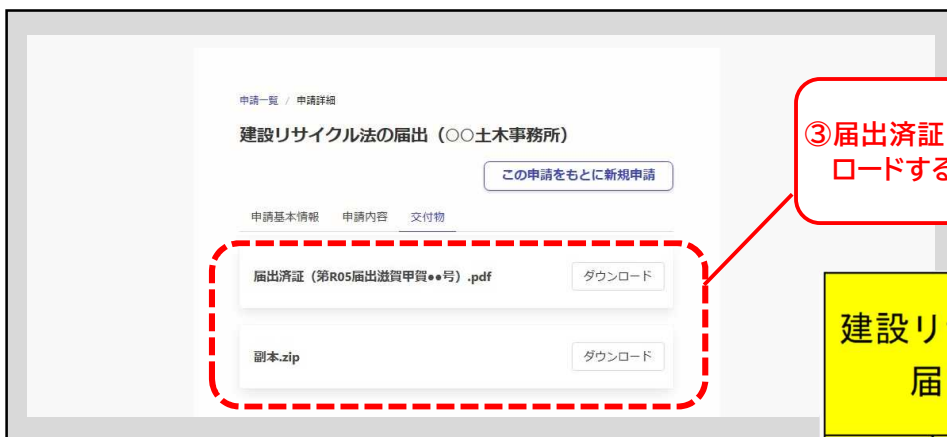 申請一覧 / 申請詳細
建設リサイクル法の届出（○○土木事務所）
この申請をもとに新規申請
申請基本情報 申請内容 交付物
届出済証（第R05届出滋賀甲賀●●号）.pdf
ダウンロード
副本.zip
ダウンロード
③届出済証
ロードする
建設リ
届